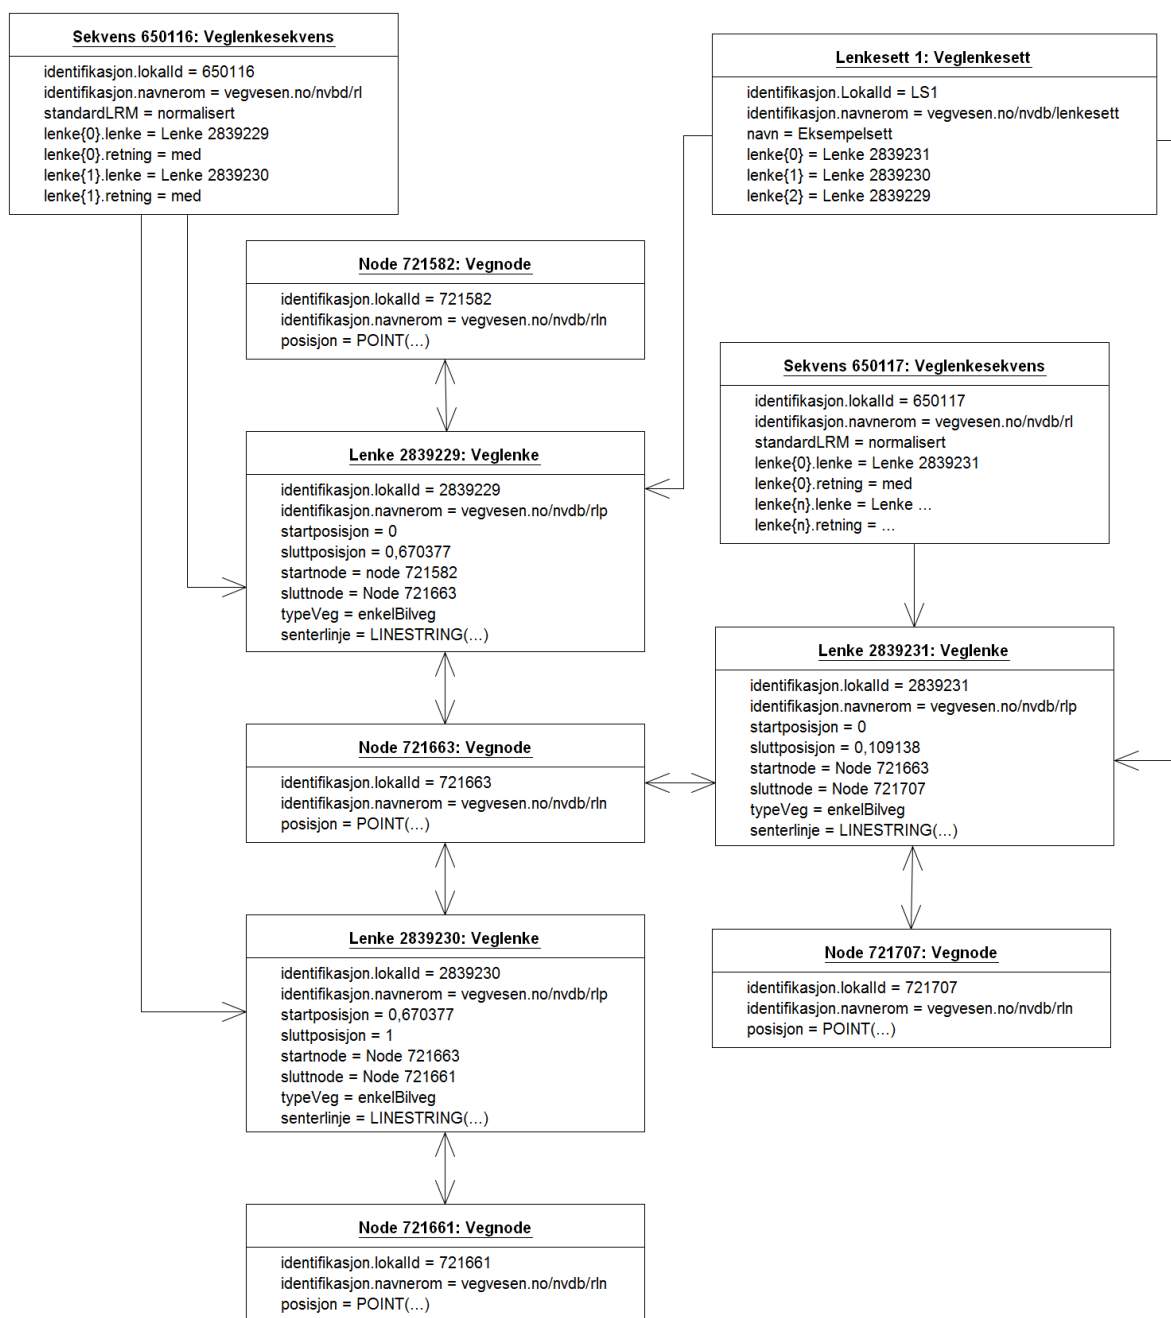 Sekvens 650116: Veglenkesekvens
identifikasjon.lokalId = 650116
identifikasjon.navnerom = vegvesen.no/nvbd/rl
standardLRM = normalisert
lenke{0}.lenke = Lenke 2839229
lenke{0}.retning = med
lenke{1}.lenke = Lenke 2839230
lenke{1}.retning = med
Lenkesett 1: Veglenkesett
identifikasjon.LokalId = LS1
identifikasjon.navnerom = vegvesen.no/nvdb/lenkesett
navn = Eksempelsett
lenke{0} = Lenke 2839231
lenke{1} = Lenke 2839230
lenke{2} = Lenke 2839229
Node 721582: Vegnode
identifikasjon.lokalId = 721582
identifikasjon.navnerom = vegvesen.no/nvdb/rln
posisjon = POINT(...)
Sekvens 650117: Veglenkesekvens
identifikasjon.lokalId = 650117
identifikasjon.navnerom = vegvesen.no/nvdb/rl
standardLRM = normalisert
lenke{0}.lenke = Lenke 2839231
lenke{0}.retning = med
lenke{n}.lenke = Lenke ...
lenke{n}.retning = ...
Lenke 2839229: Veglenke
identifikasjon.lokalId = 2839229
identifikasjon.navnerom = vegvesen.no/nvdb/rlp
startposisjon = 0
sluttposisjon = 0,670377
startnode = node 721582
sluttnode = Node 721663
typeVeg = enkelBilveg
senterlinje = LINESTRING(...)
Lenke 2839231: Veglenke
identifikasjon.lokalId = 2839231
identifikasjon.navnerom = vegvesen.no/nvdb/rlp
startposisjon = 0
sluttposisjon = 0,109138
startnode = Node 721663
sluttnode = Node 721707
typeVeg = enkelBilveg
senterlinje = LINESTRING(...)
Node 721663: Vegnode
identifikasjon.lokalId = 721663
identifikasjon.navnerom = vegvesen.no/nvdb/rln
posisjon = POINT(...)
Lenke 2839230: Veglenke
identifikasjon.lokalId = 2839230
identifikasjon.navnerom = vegvesen.no/nvdb/rlp
startposisjon = 0,670377
sluttposisjon = 1
startnode = Node 721663
sluttnode = Node 721661
typeVeg = enkelBilveg
senterlinje = LINESTRING(...)
Node 721707: Vegnode
identifikasjon.lokalId = 721707
identifikasjon.navnerom = vegvesen.no/nvdb/rln
posisjon = POINT(...)
Node 721661: Vegnode
identifikasjon.lokalId = 721661
identifikasjon.navnerom = vegvesen.no/nvdb/rln
posisjon = POINT(...)